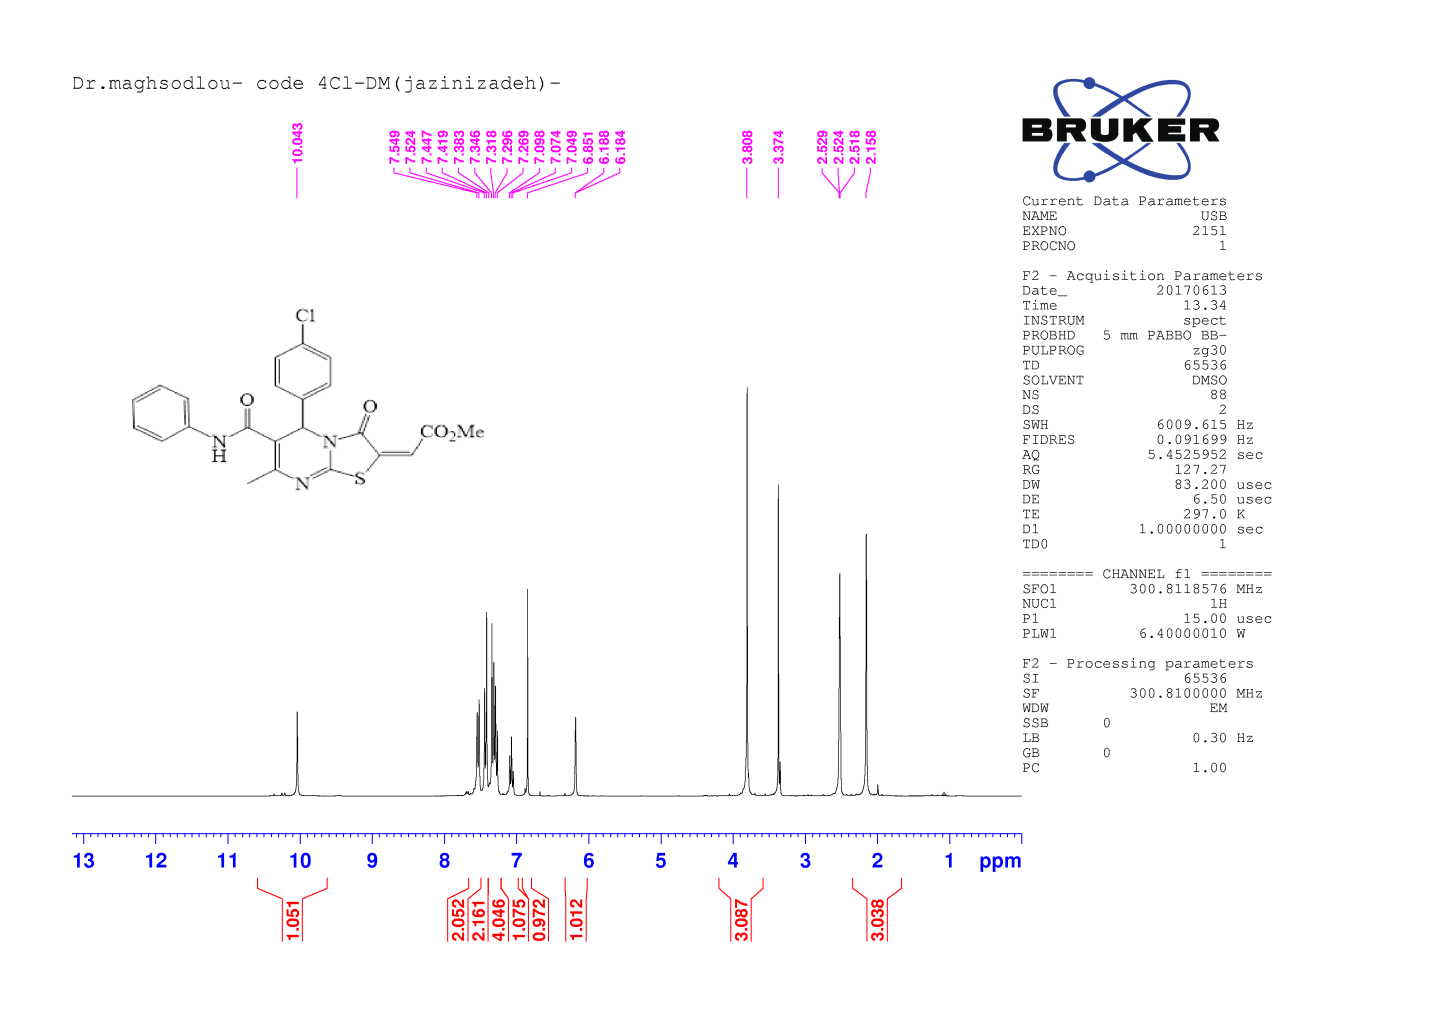 Dr.maghsodlou- code 4Cl-DM(jazinizadeh)-
BRUKER
10.043
7.549
7.524
7.447
7.419
7.383
7.346
7.318
7.296
7.269
7.098
7.074
7.049
6.851
6.188
6.184
3.808
3.374
2.529
2.524
2.518
2.158
Current Data Parameters
NAME USB
EXPNO 2151
PROCNO 1
F2 - Acquisition Parameters
Date_ 20170613
Time 13.34
INSTRUM spect
PROBHD 5 mm PABBO BB-
PULPROG zg30
TD 65536
SOLVENT DMSO
NS 88
DS 2
SWH 6009.615 Hz
FIDRES 0.091699 Hz
AQ 5.4525952 sec
RG 127.27
DW 83.200 usec
DE 6.50 usec
TE 297.0 K
D1 1.00000000 sec
TD0 1
======== CHANNEL f1 ========
SFO1 300.8118576 MHz
NUC1 1H
P1 15.00 usec
PLW1 6.40000010 W
F2 - Processing parameters
SI 65536
SF 300.8100000 MHz
WDW EM
SSB 0
LB 0.30 Hz
GB 0
PC 1.00
Cl
O
O
CO2Me
N
H
N
N
S
13 12 11 10 9 8 7 6 5 4 3 2 1 ppm
1.051
2.052
2.161
4.046
1.075
0.972
1.012
3.087
3.038